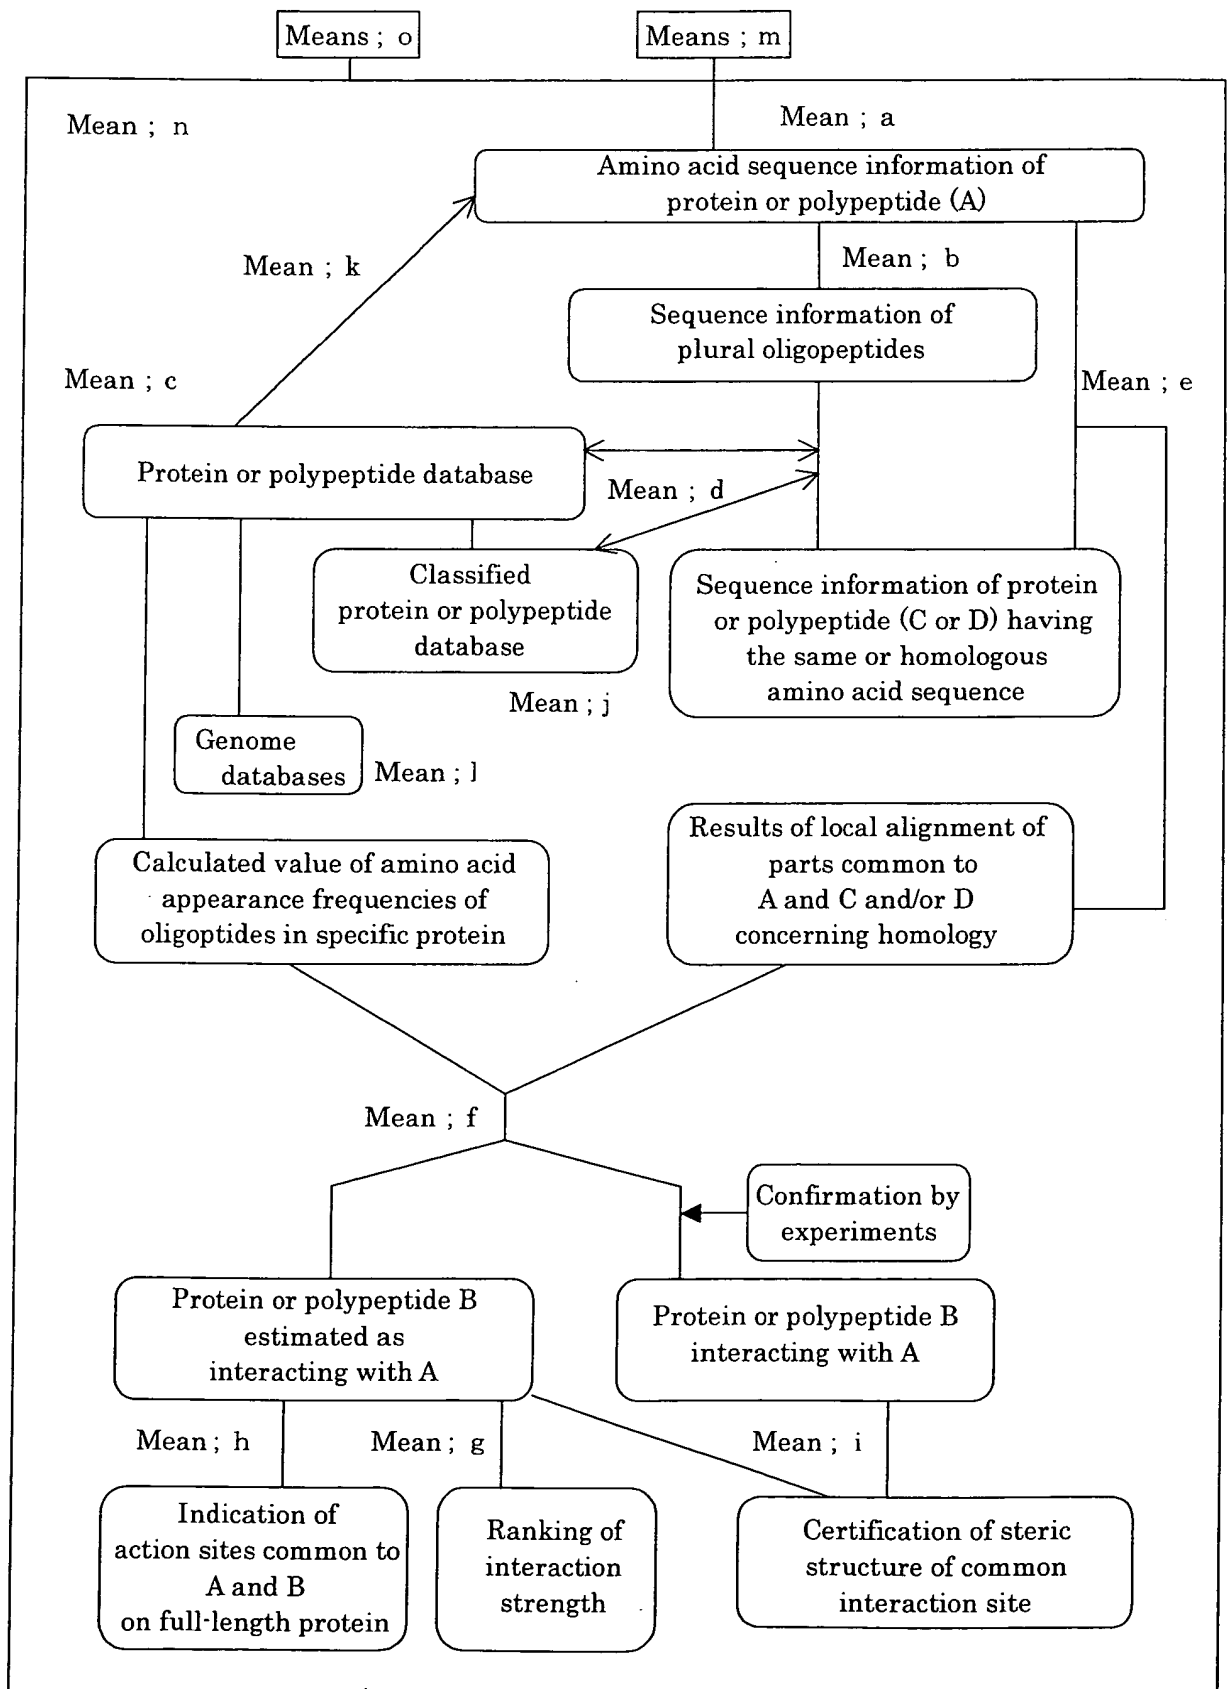 Means ; o
Means ; m
Mean ; n
Mean ; a
Amino acid sequence information of
protein or polypeptide (A)
Mean ; k
Mean ; b
Sequence information of
plural oligopeptides
Mean ; c
Mean ; e
Protein or polypeptide database
Mean ; d
Classified
protein or polypeptide
database
Sequence information of protein
or polypeptide (C or D) having
the same or homologous
amino acid sequence
Mean ; j
Genome
databases
Mean ; l
Calculated value of amino acid
appearance frequencies of
oligoptides in specific protein
Results of local alignment of
parts common to
A and C and/or D
concerning homology
Mean ; f
Confirmation by
experiments
Protein or polypeptide B
estimated as
interacting with A
Protein or polypeptide B
interacting with A
Mean ; h
Mean ; g
Mean ; i
Indication of
action sites common to
A and B
on full-length protein
Ranking of
interaction
strength
Certification of steric
structure of common
interaction site